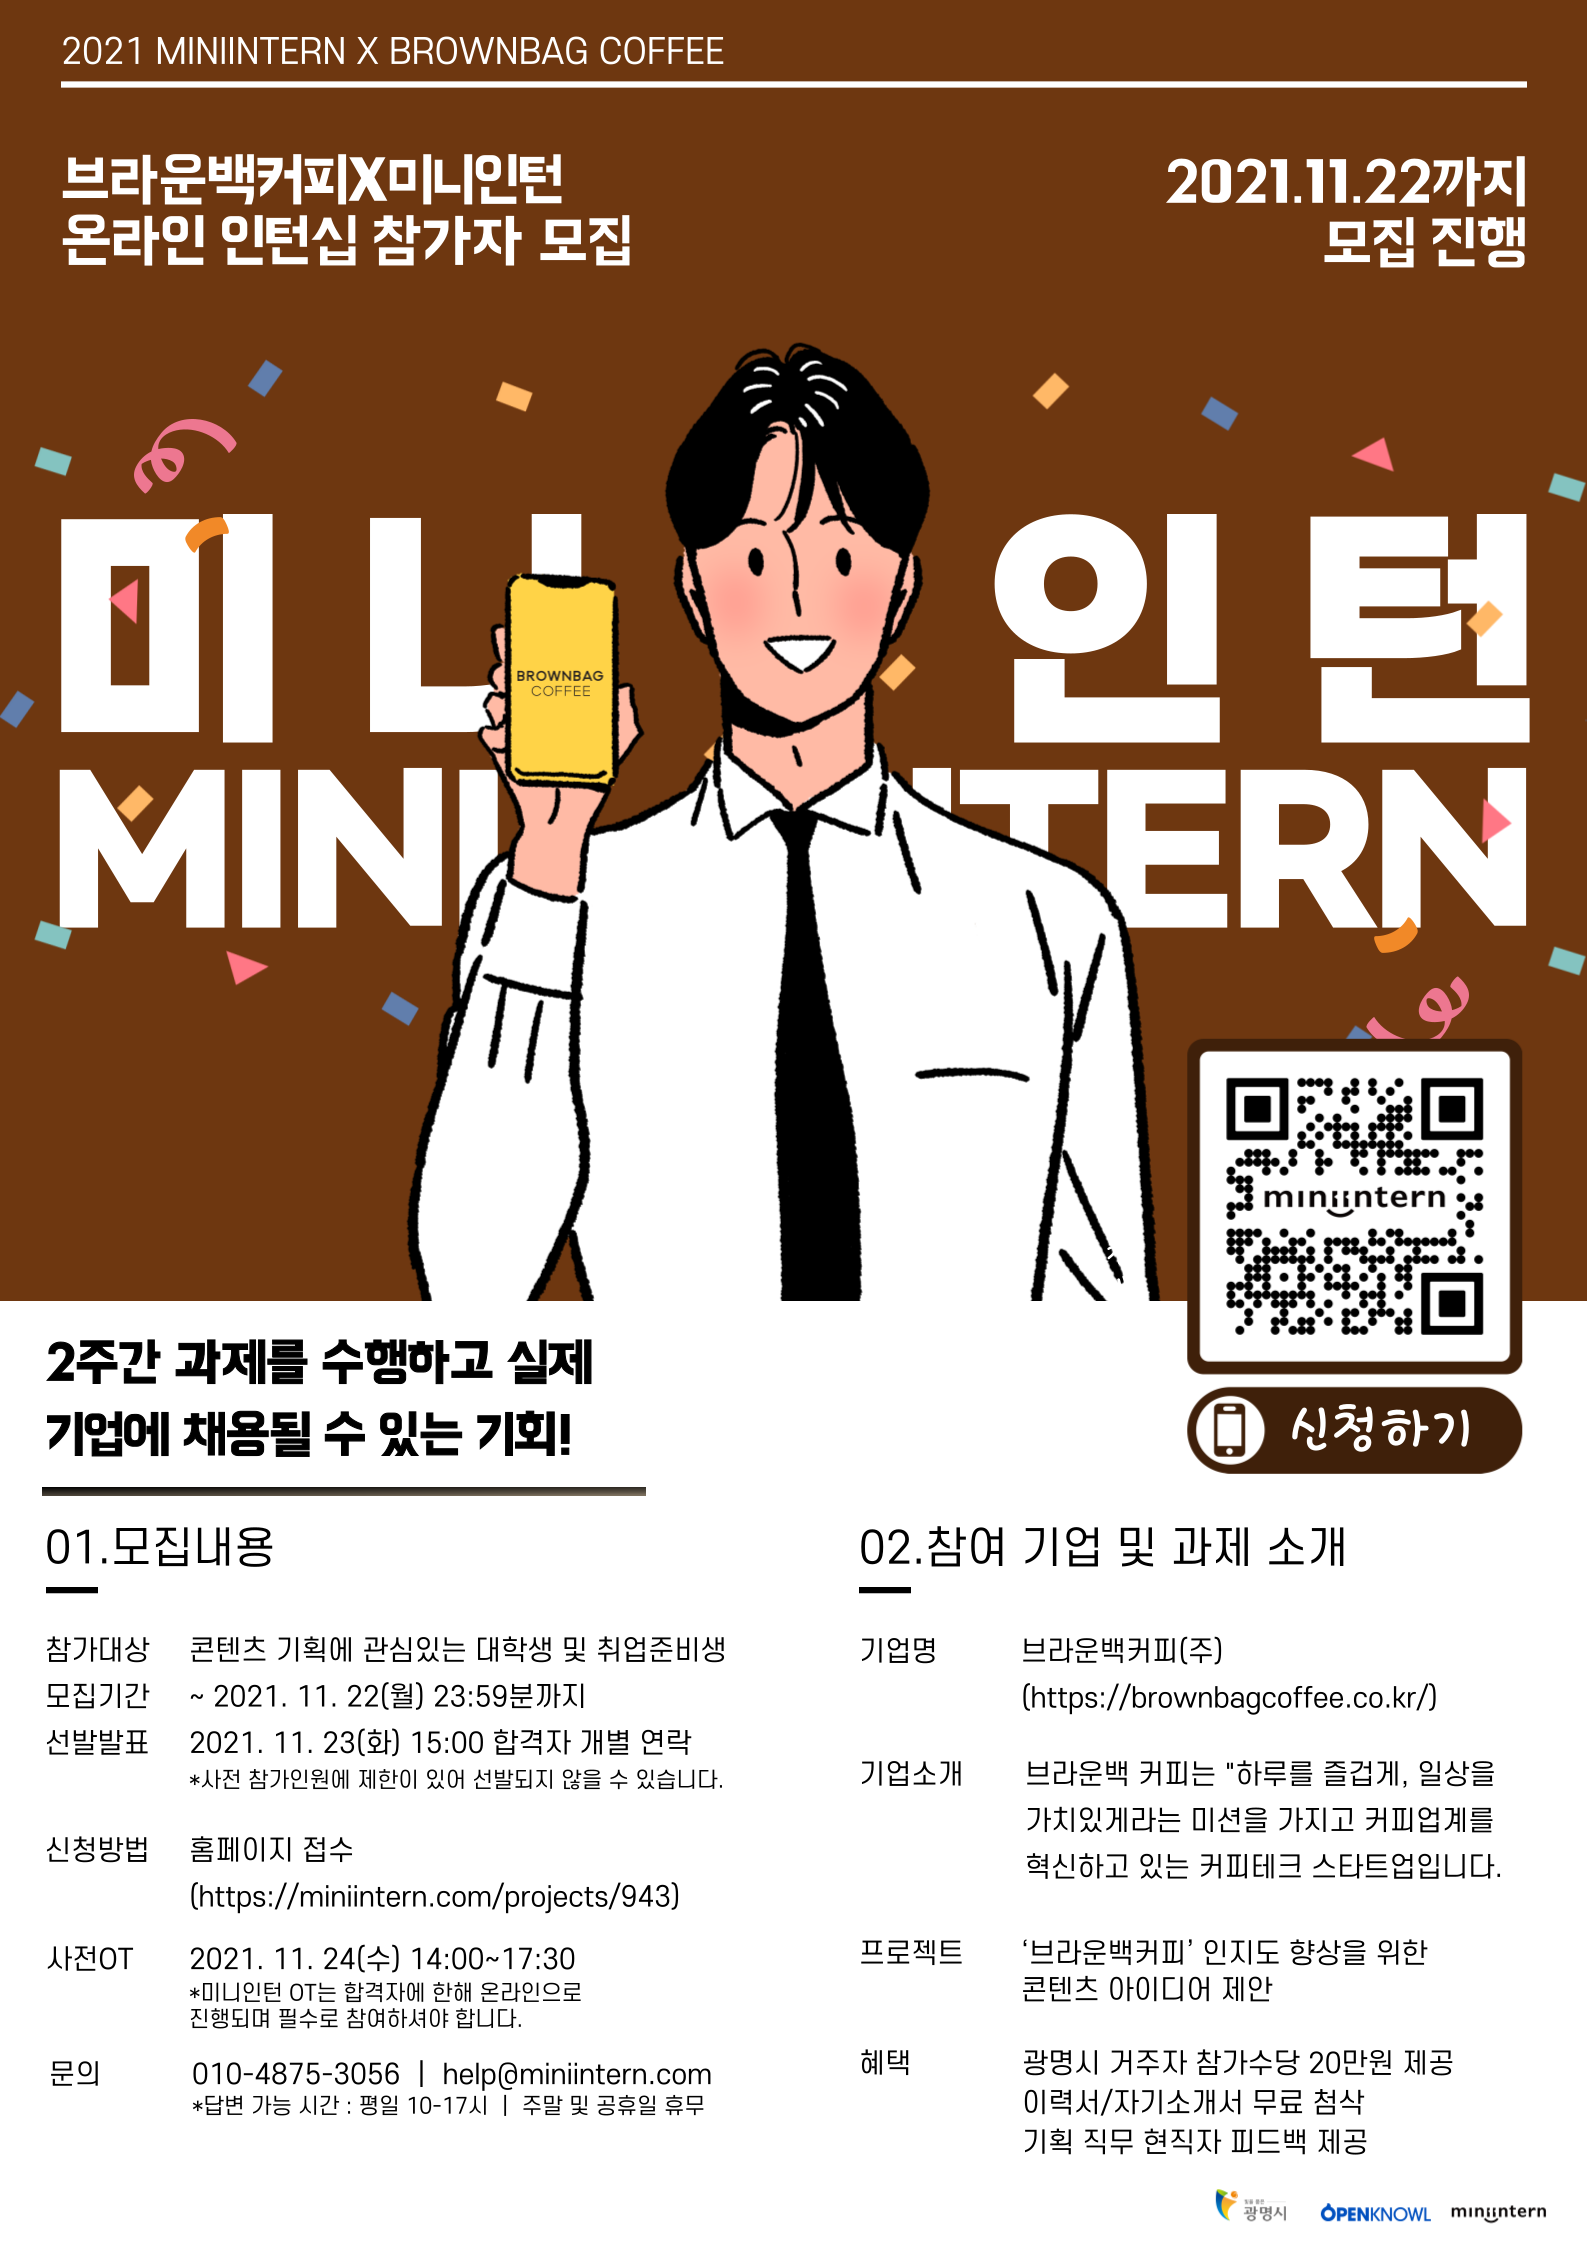 2021 MINIINTERN X BROWNBAG COFFEE
브라운백커피X미니인턴
온라인 인턴십 참가자 모집
2021.11.22까지
모집 진행
미니인턴
MINIINTERN
BROWNBAG
COFFEE
miniintern
신청하기
2주간 과제를 수행하고 실제
기업에 채용될 수 있는 기회!
01.모집내용
참가대상 콘텐츠 기획에 관심있는 대학생 및 취업준비생
모집기간 ~ 2021. 11. 22(월) 23:59분까지
선발발표 2021. 11. 23(화) 15:00 합격자 개별 연락
*사전 참가인원에 제한이 있어 선발되지 않을 수 있습니다.
신청방법 홈페이지 접수
(https://miniintern.com/projects/943)
사전OT 2021. 11. 24(수) 14:00~17:30
*미니인턴 OT는 합격자에 한해 온라인으로
진행되며 필수로 참여하셔야 합니다.
문의 010-4875-3056 | help@miniintern.com
*답변 가능 시간 : 평일 10-17시 | 주말 및 공휴일 휴무
02.참여 기업 및 과제 소개
기업명 브라운백커피(주)
(https://brownbagcoffee.co.kr/)
기업소개 브라운백 커피는 "하루를 즐겁게, 일상을
가치있게라는 미션을 가지고 커피업계를
혁신하고 있는 커피테크 스타트업입니다.
프로젝트 ‘브라운백커피’ 인지도 향상을 위한
콘텐츠 아이디어 제안
혜택 광명시 거주자 참가수당 20만원 제공
이력서/자기소개서 무료 첨삭
기획 직무 현직자 피드백 제공
광명시
OPENKNOWL
miniintern